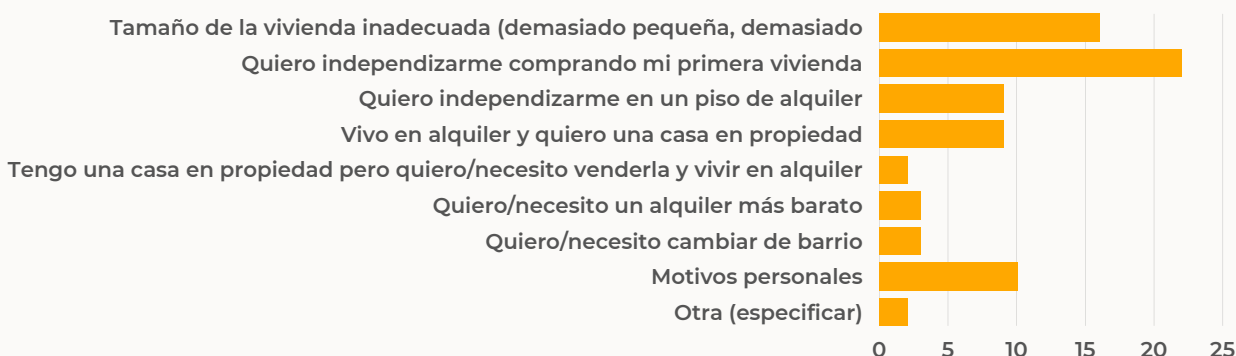 Tamaño de la vivienda inadecuada (demasiado pequeña, demasiado
Quiero independizarme comprando mi primera vivienda
Quiero independizarme en un piso de alquiler
Vivo en alquiler y quiero una casa en propiedad
Tengo una casa en propiedad pero quiero/necesito venderla y vivir en alquiler
Quiero/necesito un alquiler más barato
Quiero/necesito cambiar de barrio
Motivos personales
Otra (especificar)
0 5 10 15 20 25